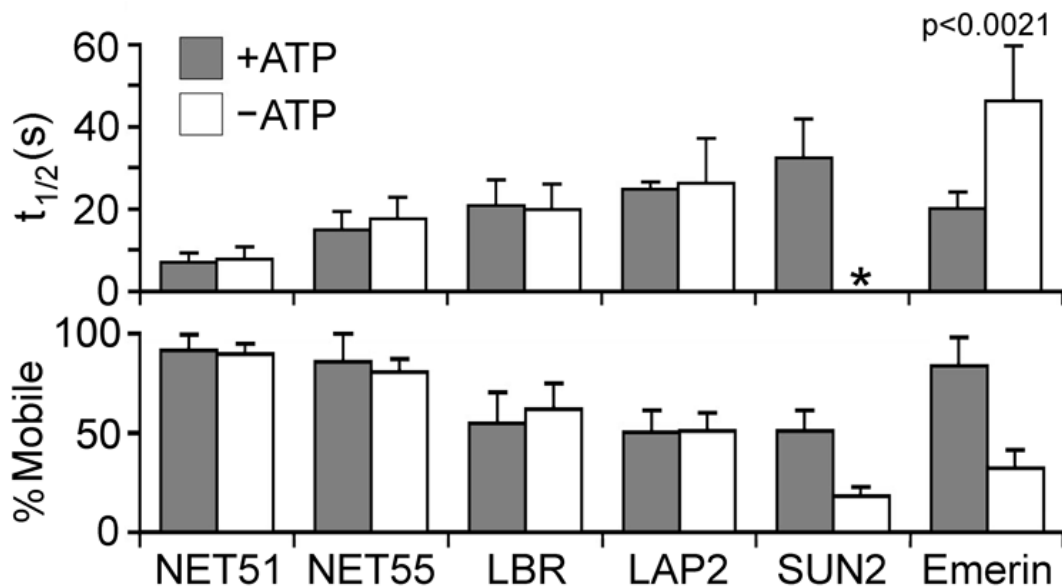 p<0.0021
+ATP
−ATP
t1/2(s)
60
40
20
0
*
% Mobile
100
50
0
NET51 NET55 LBR LAP2 SUN2 Emerin